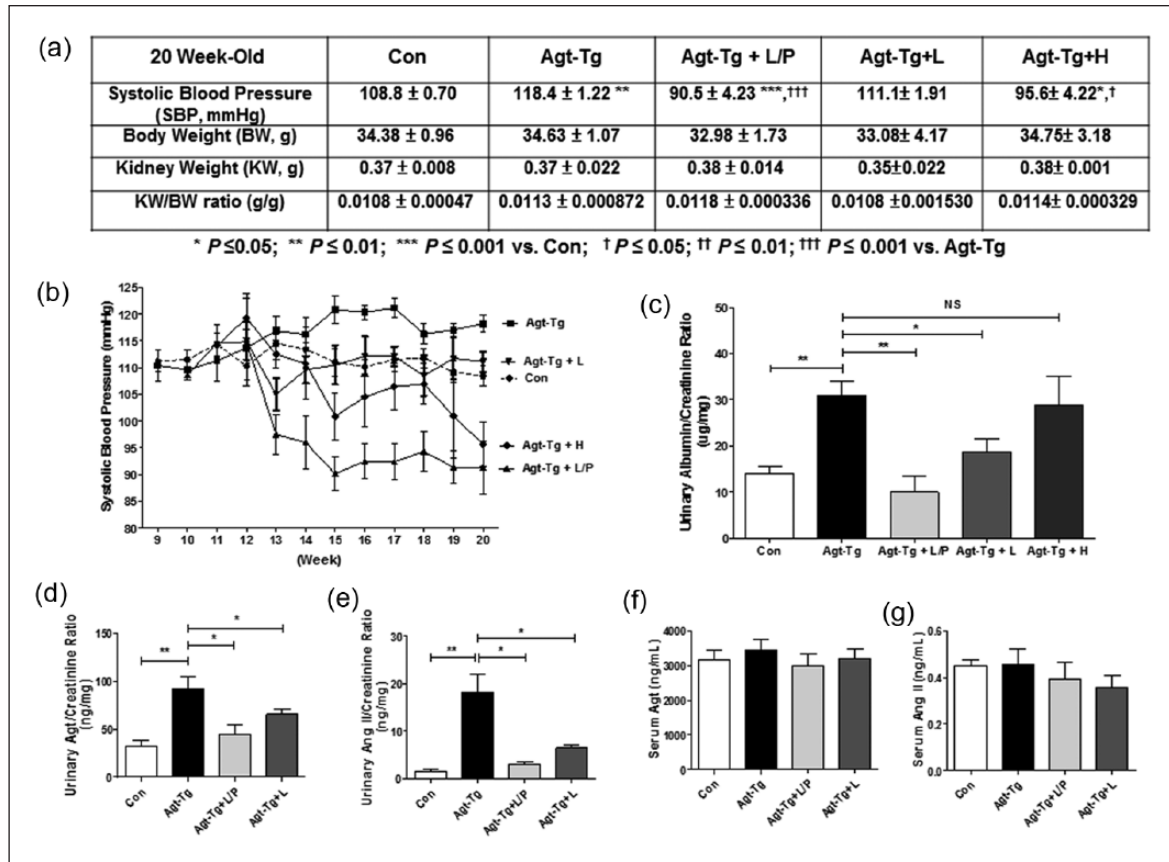 (a)
20 Week-Old Con Agt-Tg Agt-Tg + L/P Agt-Tg+L Agt-Tg+H
Systolic Blood Pressure (SBP, mmHg) 108.8 ± 0.70 118.4 ± 1.22 ** 90.5 ± 4.23 ***,††† 111.1± 1.91 95.6± 4.22*,†
Body Weight (BW, g) 34.38 ± 0.96 34.63 ± 1.07 32.98 ± 1.73 33.08± 4.17 34.75± 3.18
Kidney Weight (KW, g) 0.37 ± 0.008 0.37 ± 0.022 0.38 ± 0.014 0.35±0.022 0.38± 0.001
KW/BW ratio (g/g) 0.0108 ± 0.00047 0.0113 ± 0.000872 0.0118 ± 0.000336 0.0108 ±0.001530 0.0114± 0.000329
* P ≤0.05; ** P ≤ 0.01; *** P ≤ 0.001 vs. Con; † P ≤ 0.05; †† P ≤ 0.01; ††† P ≤ 0.001 vs. Agt-Tg
(b)
Systolic Blood Pressure (mmHg)
125
120
115
110
105
100
95
90
85
80
9 10 11 12 13 14 15 16 17 18 19 20
(Week)
Agt-Tg
Agt-Tg + L
Con
Agt-Tg + H
Agt-Tg + L/P
(c)
Urinary Albumin/Creatinine Ratio
(ug/mg)
50
40
30
20
10
0
NS
*
**
**
Con Agt-Tg Agt-Tg + L/P Agt-Tg + L Agt-Tg + H
(d)
Urinary Agt/Creatinine Ratio
(ng/mg)
150
100
50
0
*
*
**
Con Agt-Tg Agt-Tg+L/P Agt-Tg+L
(e)
Urinary Ang II/Creatinine Ratio
(ng/mg)
30
20
10
0
*
**
*
Con Agt-Tg Agt-Tg+L/P Agt-Tg+L
(f)
Serum Agt (ng/mL)
4000
3000
2000
1000
0
Con Agt-Tg Agt-Tg+L/P Agt-Tg+L
(g)
Serum Ang II (ng/mL)
0.6
0.4
0.2
0.0
Con Agt-Tg Agt-Tg+L/P Agt-Tg+L